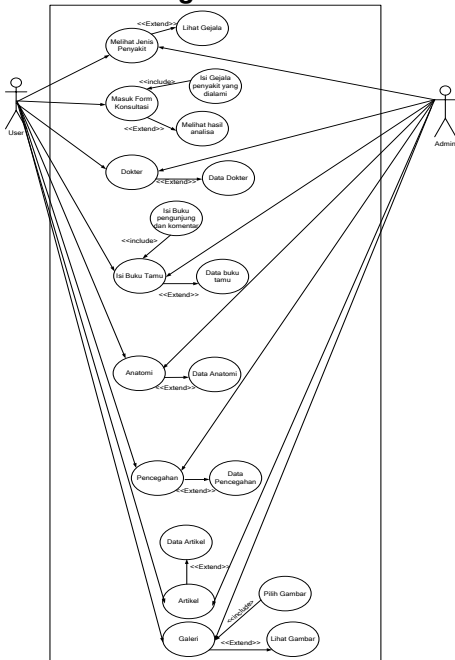 Melihat Jenis
Penyakit
<<Extend>>
Lihat Gejala
Masuk Form
Konsultasi
<<include>>
Isi Gejala
penyakit yang
dialami
<<Extend>>
Melihat hasil
analisa
User
Admin
Dokter
<<Extend>>
Data Dokter
Isi Buku
pengunjung
dan komentar
<<include>
Isi Buku Tamu
<<Extend>>
Data buku
tamu
Anatomi
<<Extend>>
Data Anatomi
Pencegahan
<<Extend>>
Data
Pencegahan
Data Artikel
<<Extend>>
Artikel
Pilih Gambar
<<include>
Galeri
<<Extend>>
Lihat Gambar